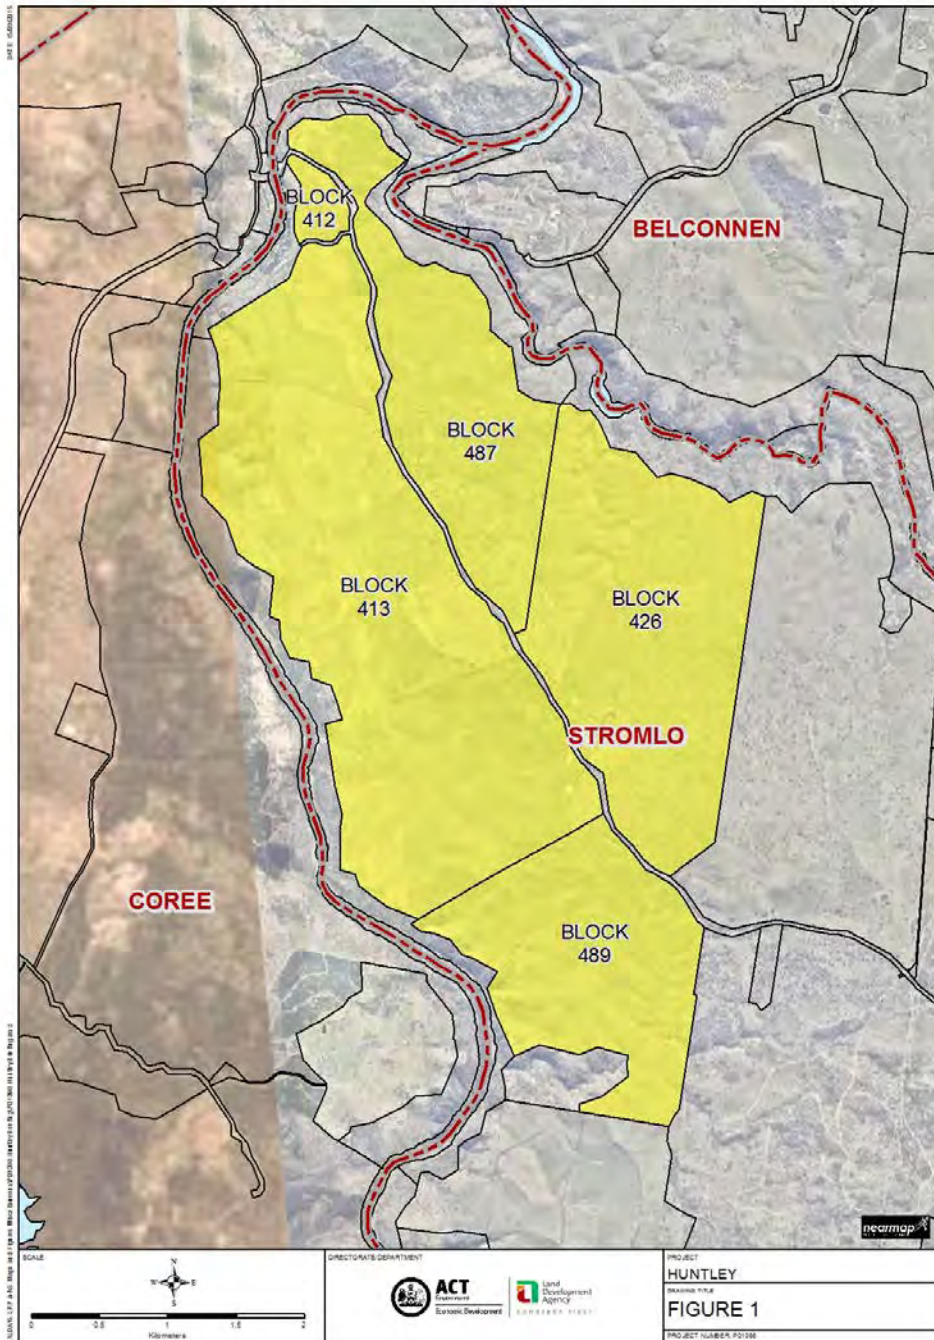 BELCONNEN
BLOCK
412
BLOCK
487
BLOCK
413
BLOCK
426
STROMLO
COREE
BLOCK
489
nearmap
SCALE
N
W E
S
0 0.5 1 1.5 2
Kilometers
DIRECTORATE/DEPARTMENT
ACT
Government
Economic Development
Land
Development
Agency
PROJECT
HUNTLEY
DRAWING TITLE
FIGURE 1
PROJECT NUMBER